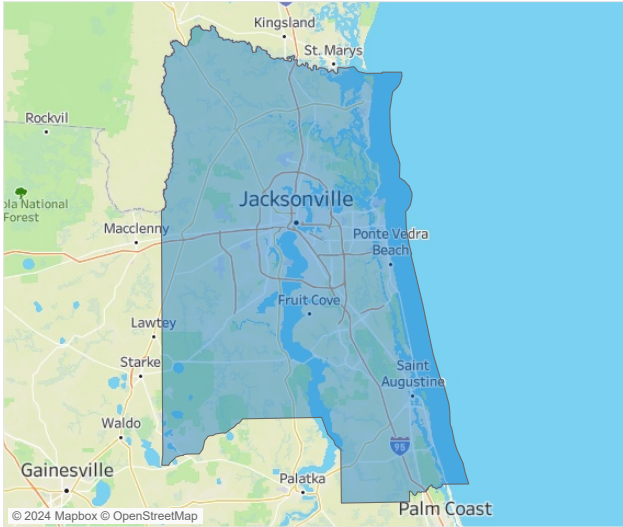 Kingsland
St. Marys
Rockvil
Jacksonville
ola National
Forest
Macclenny
Ponte Vedra
Beach
Fruit Cove
Lawtey
Starke
Saint
Augustine
Waldo
95
Gainesville
Palatka
Palm Coast
© 2024 Mapbox © OpenStreetMap